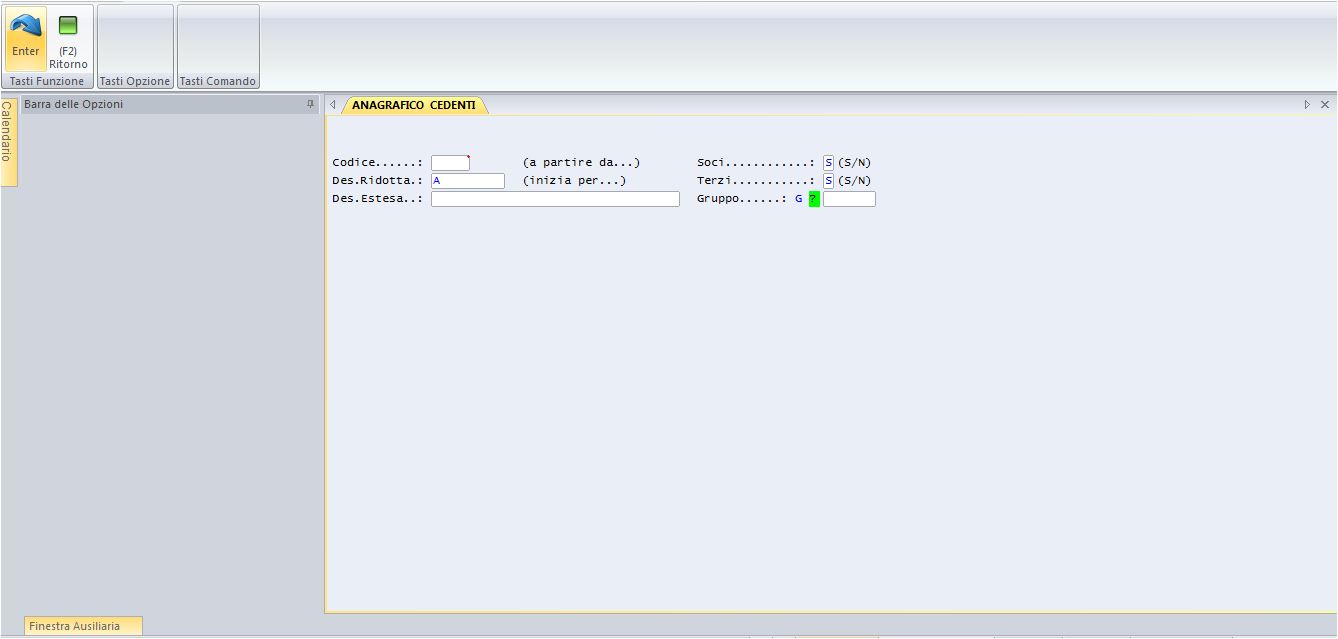 Enter
(F2)
Ritorno
Tasti Funzione
Tasti Opzione
Tasti Comando
Calendario
Barra delle Opzioni
ANAGRAFICO CEDENTI
Codice......: (a partire da...) Soci............: S (S/N)
Des.Ridotta.: A (inizia per...) Terzi...........: S (S/N)
Des.Estesa..: Gruppo......: G ?
Finestra Ausiliaria